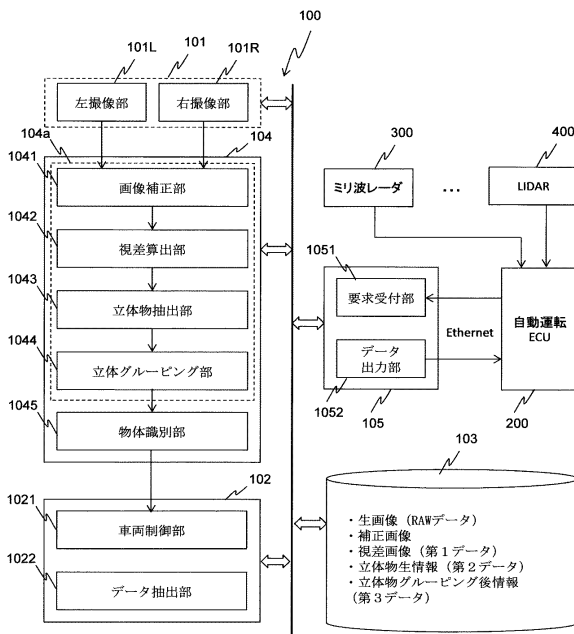 100
101L
101
101R
左撮像部
右撮像部
104a
104
1041
画像補正部
1042
視差算出部
1043
立体物抽出部
1044
立体グルーピング部
1045
物体識別部
102
1021
車両制御部
1022
データ抽出部
300
400
ミリ波レーダ
...
LIDAR
1051
要求受付部
Ethernet
自動運転
ECU
データ
出力部
1052
105
200
103
・生画像（RAWデータ）
・補正画像
・視差画像（第１データ）
・立体物生情報（第２データ）
・立体物グルーピング後情報
（第３データ）